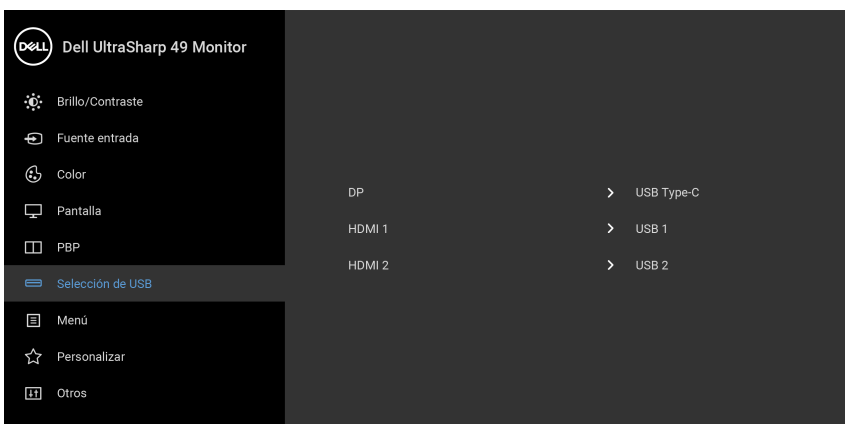 DELL
Dell UltraSharp 49 Monitor
Brillo/Contraste
Fuente entrada
Color
Pantalla
PBP
Selección de USB
Menú
Personalizar
Otros
DP > USB Type-C
HDMI 1 > USB 1
HDMI 2 > USB 2